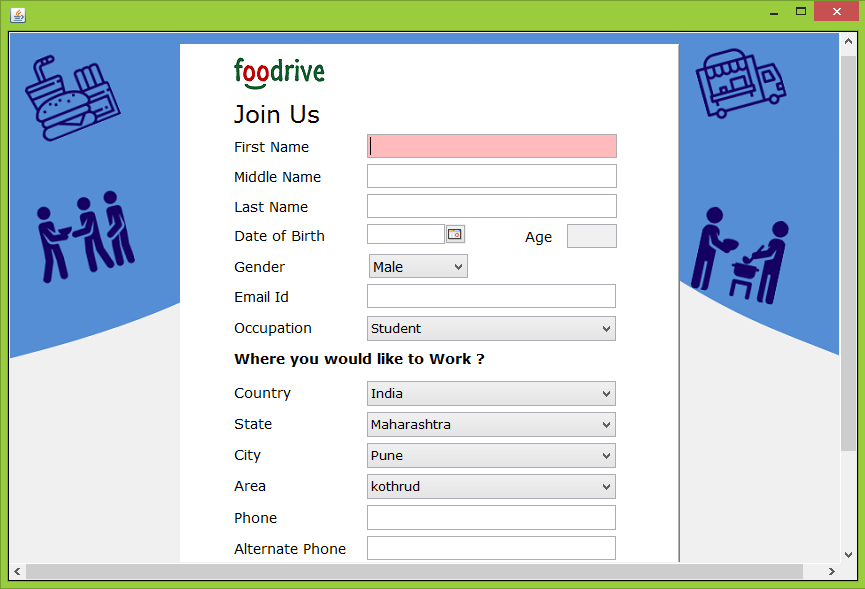 foodrive
Join Us
First Name
Middle Name
Last Name
Date of Birth Age
Gender Male
Email Id
Occupation Student
Where you would like to Work ?
Country India
State Maharashtra
City Pune
Area kothrud
Phone
Alternate Phone